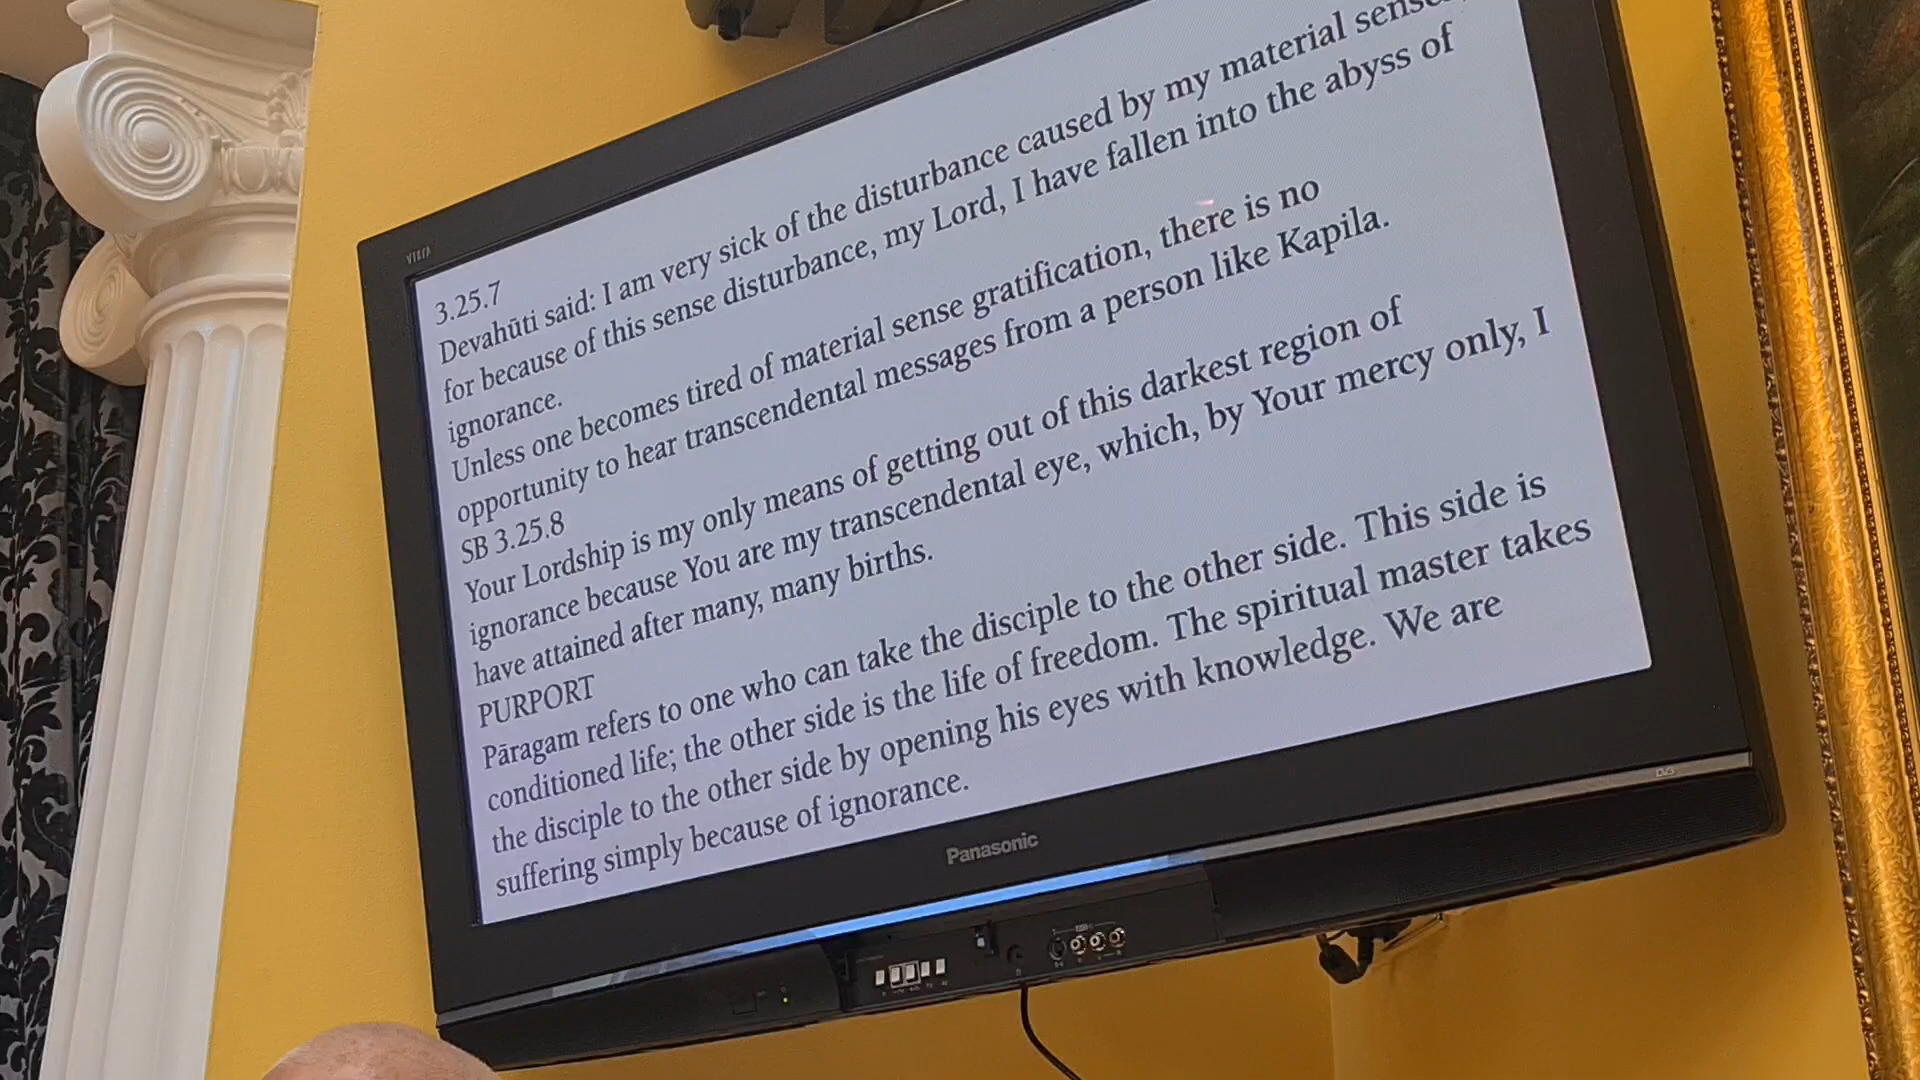 VIERA
3.25.7
Devahūti said: I am very sick of the disturbance caused by my material
for because of this sense disturbance, my Lord, I have fallen into the abyss of
ignorance.
Unless one becomes tired of material sense gratification, there is no
opportunity to hear transcendental messages from a person like Kapila.
SB 3.25.8
Your Lordship is my only means of getting out of this darkest region of
ignorance because You are my transcendental eye, which, by Your mercy only, I
have attained after many, many births.
PURPORT
Pāragam refers to one who can take the disciple to the other side. This side is
conditioned life; the other side is the life of freedom. The spiritual master takes
the disciple to the other side by opening his eyes with knowledge. We are
suffering simply because of ignorance.
Panasonic